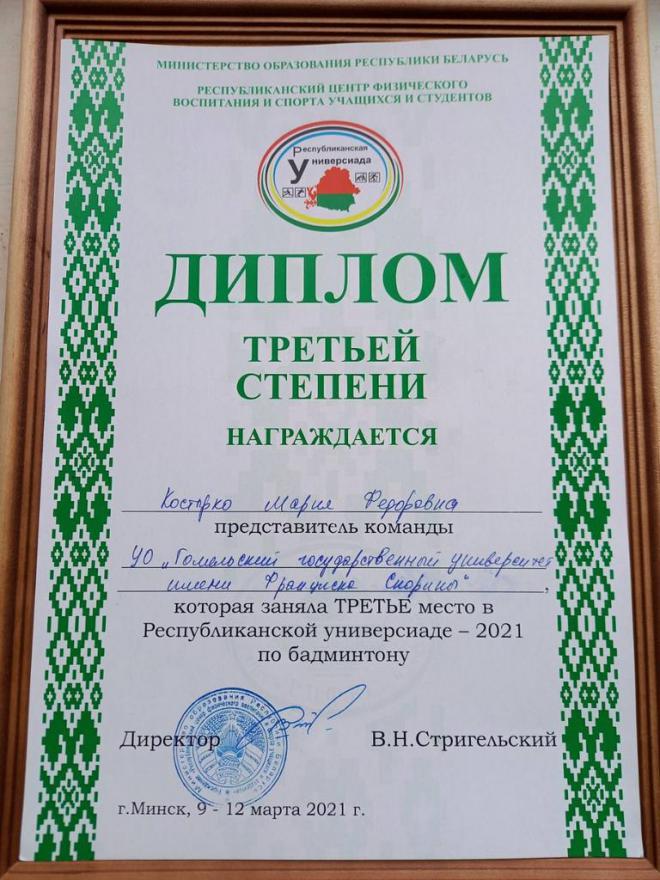 МИНИСТЕРСТВО ОБРАЗОВАНИЯ РЕСПУБЛИКИ БЕЛАРУСЬ
РЕСПУБЛИКАНСКИЙ ЦЕНТР ФИЗИЧЕСКОГО
ВОСПИТАНИЯ И СПОРТА УЧАЩИХСЯ И СТУДЕНТОВ
Республиканская
Универсиада
ДИПЛОМ
ТРЕТЬЕЙ
СТЕПЕНИ
НАГРАЖДАЕТСЯ
Мария Федоровна
представитель команды
УО „Гомельский государственный университет
имени Франциска Скорины",
которая заняла ТРЕТЬЕ место в
Республиканской универсиаде – 2021
по бадминтону
Директор В.Н.Стригельский
г.Минск, 9 - 12 марта 2021 г.